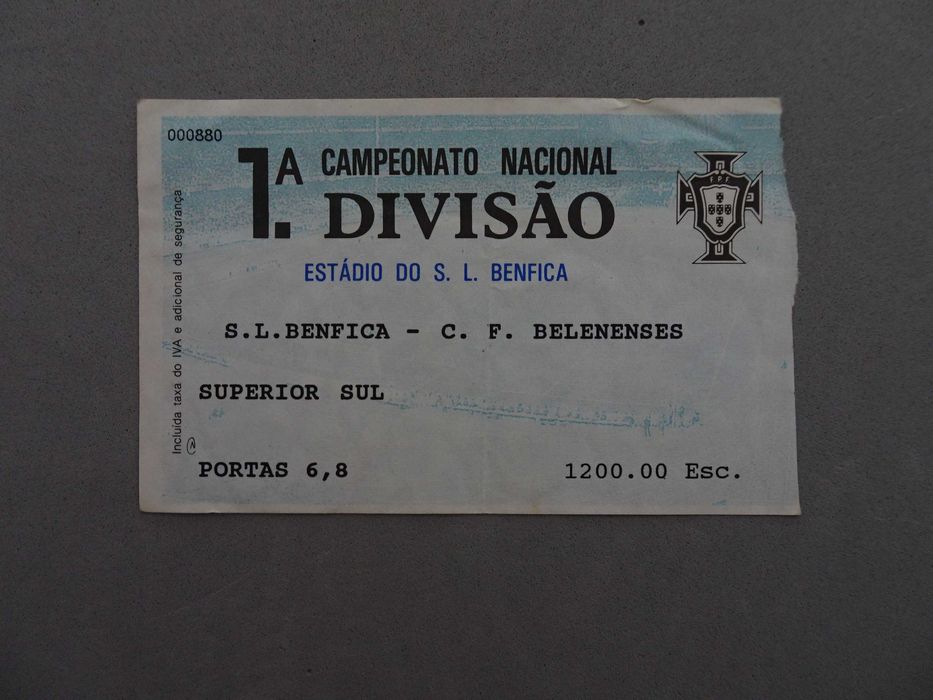 000880
1.A CAMPEONATO NACIONAL
DIVISÃO
FPF
ESTÁDIO DO S. L. BENFICA
S.L.BENFICA - C. F. BELENENSES
SUPERIOR SUL
PORTAS 6,8
1200.00 Esc.
Incluída taxa do IVA e adicional de segurança